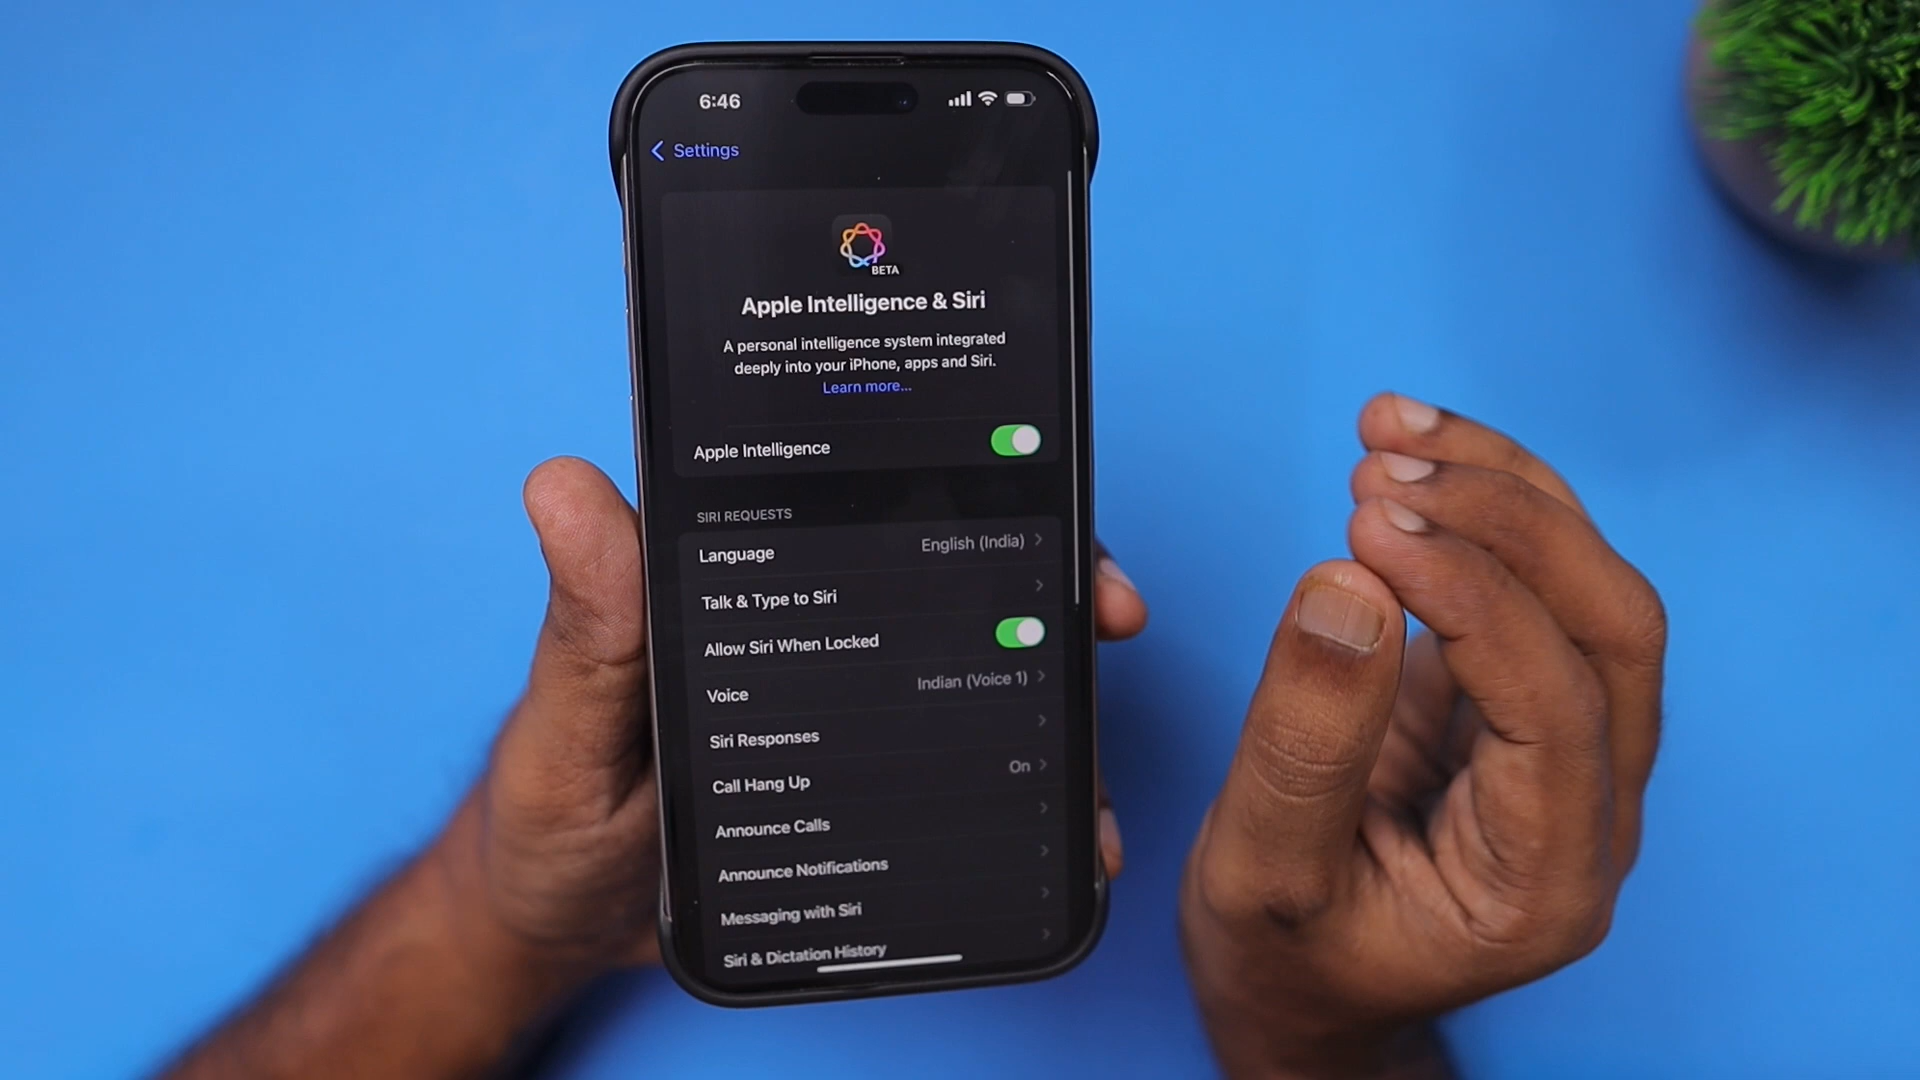 6:46
Settings
BETA
Apple Intelligence & Siri
A personal intelligence system integrated
deeply into your iPhone, apps and Siri.
Learn more...
Apple Intelligence
SIRI REQUESTS
Language English (India)
Talk & Type to Siri
Allow Siri When Locked
Voice Indian (Voice 1)
Siri Responses
Call Hang Up On
Announce Calls
Announce Notifications
Messaging with Siri
Siri & Dictation History